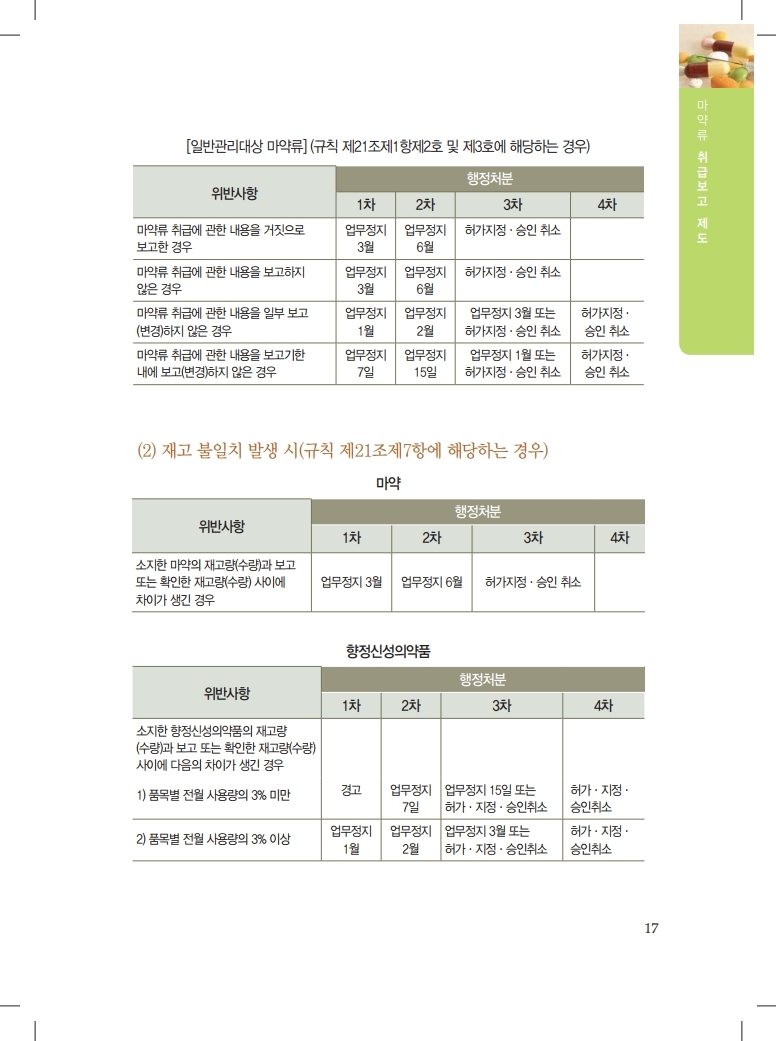 마약류 취급보고 제도
[일반관리대상 마약류] (규칙 제21조제1항제2호 및 제3호에 해당하는 경우)
위반사항
행정처분
1차 2차 3차 4차
마약류 취급에 관한 내용을 거짓으로
보고한 경우
업무정지
3월
업무정지
6월
허가지정 · 승인 취소
마약류 취급에 관한 내용을 보고하지
않은 경우
업무정지
3월
업무정지
6월
허가지정 · 승인 취소
마약류 취급에 관한 내용을 일부 보고
(변경)하지 않은 경우
업무정지
1월
업무정지
2월
업무정지 3월 또는
허가지정 · 승인 취소
허가지정 ·
승인 취소
마약류 취급에 관한 내용을 보고기한
내에 보고(변경)하지 않은 경우
업무정지
7일
업무정지
15일
업무정지 1월 또는
허가지정 · 승인 취소
허가지정 ·
승인 취소
(2) 재고 불일치 발생 시(규칙 제21조제7항에 해당하는 경우)
마약
위반사항
행정처분
1차 2차 3차 4차
소지한 마약의 재고량(수량)과 보고
또는 확인한 재고량(수량) 사이에
차이가 생긴 경우
업무정지 3월
업무정지 6월
허가지정 · 승인 취소
향정신성의약품
위반사항
행정처분
1차 2차 3차 4차
소지한 향정신성의약품의 재고량
(수량)과 보고 또는 확인한 재고량(수량)
사이에 다음의 차이가 생긴 경우
1) 품목별 전월 사용량의 3% 미만
경고
업무정지
7일
업무정지 15일 또는
허가 · 지정 · 승인취소
허가 · 지정 ·
승인취소
2) 품목별 전월 사용량의 3% 이상
업무정지
1월
업무정지
2월
업무정지 3월 또는
허가 · 지정 · 승인취소
허가 · 지정 ·
승인취소
17